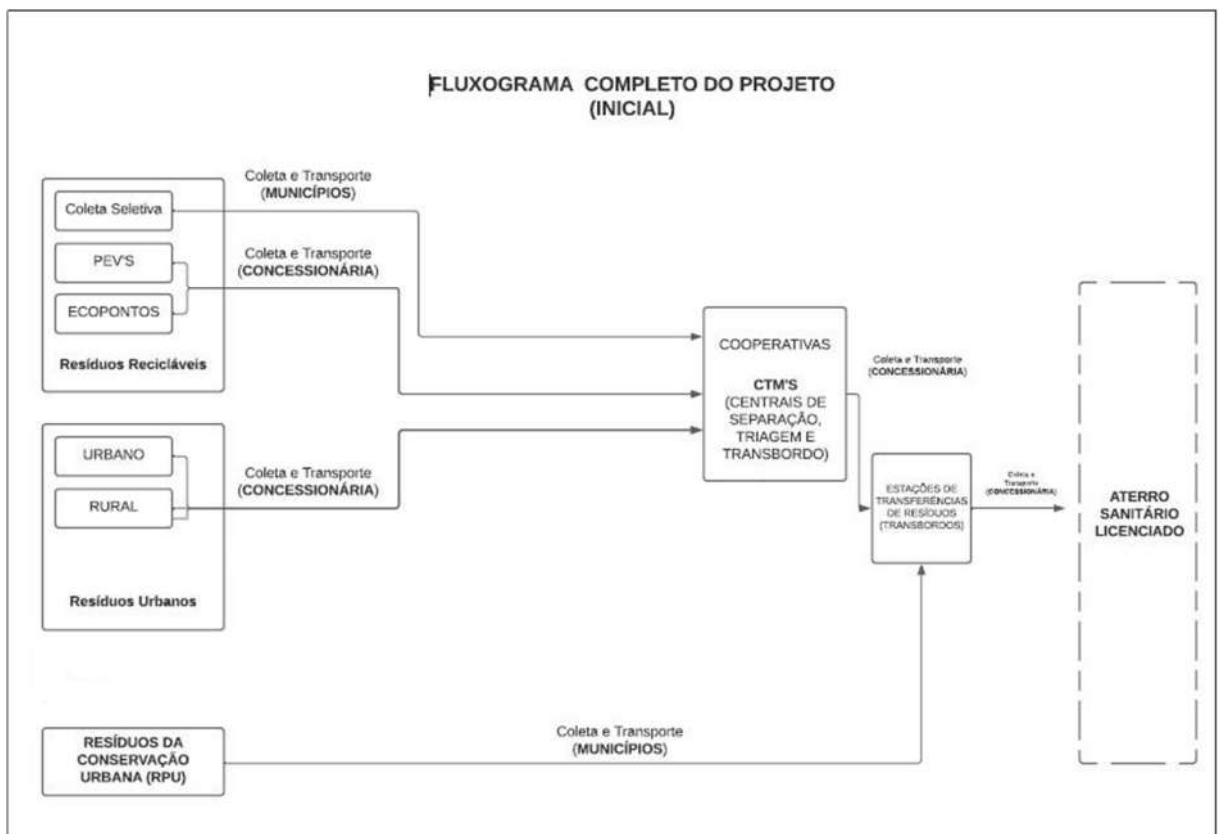 FLUXOGRAMA COMPLETO DO PROJETO
(INICIAL)
Coleta e Transporte
(MUNICÍPIOS)
Coleta Seletiva
PEV'S
ECOPONTOS
Resíduos Recicláveis
Coleta e Transporte
(CONCESSIONÁRIA)
URBANO
RURAL
Resíduos Urbanos
Coleta e Transporte
(CONCESSIONÁRIA)
COOPERATIVAS
CTM'S
(CENTRAIS DE
SEPARAÇÃO,
TRIAGEM E
TRANSBORDO)
Coleta e Transporte
(CONCESSIONÁRIA)
ESTAÇÕES DE
TRANSFERÊNCIAS
DE RESÍDUOS
(TRANSBORDOS)
Coleta e
Transporte
(CONCESSIONÁRIA)
ATERRO
SANITÁRIO
LICENCIADO
RESÍDUOS DA
CONSERVAÇÃO
URBANA (RPU)
Coleta e Transporte
(MUNICÍPIOS)